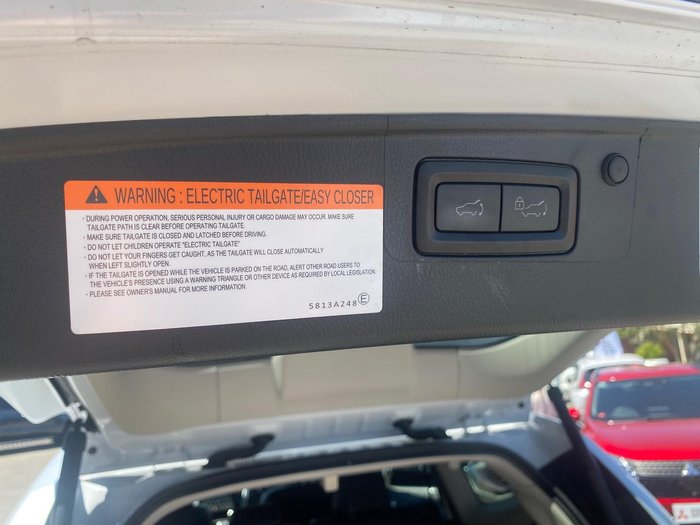 WARNING : ELECTRIC TAILGATE/EASY CLOSER
· DURING POWER OPERATION, SERIOUS PERSONAL INJURY OR CARGO DAMAGE MAY OCCUR. MAKE SURE
TAILGATE PATH IS CLEAR BEFORE OPERATING TAILGATE.
· MAKE SURE TAILGATE IS CLOSED AND LATCHED BEFORE DRIVING.
· DO NOT LET CHILDREN OPERATE "ELECTRIC TAILGATE"
· DO NOT LET YOUR FINGERS GET CAUGHT, AS THE TAILGATE WILL CLOSE AUTOMATICALLY
WHEN LEFT SLIGHTLY OPEN.
· IF THE TAILGATE IS OPENED WHILE THE VEHICLE IS PARKED ON THE ROAD, ALERT OTHER ROAD USERS TO
THE VEHICLE'S PRESENCE USING A WARNING TRIANGLE OR OTHER DEVICE AS REQUIRED BY LOCAL LEGISLATION.
· PLEASE SEE OWNER'S MANUAL FOR MORE INFORMATION.
5813A248 Ⓔ